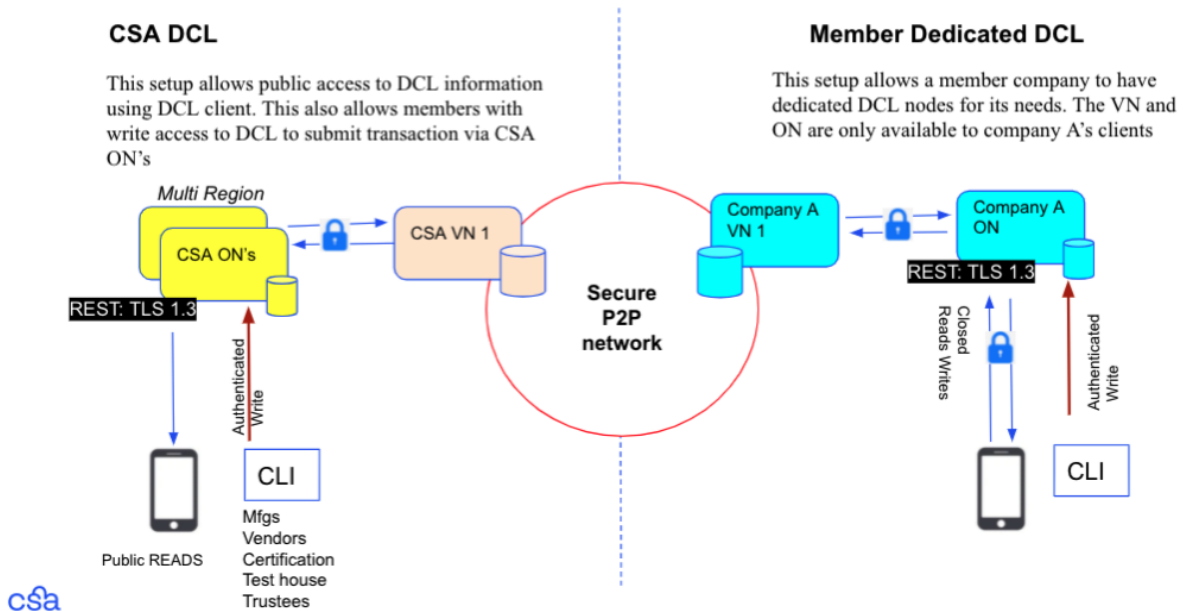 CSA DCL
This setup allows public access to DCL information
using DCL client. This also allows members with
write access to DCL to submit transaction via CSA
ON's
Multi Region
CSA ON's
REST: TLS 1.3
CSA VN 1
Authenticated
Write
CLI
Mfgs
Vendors
Certification
Test house
Trustees
Public READS
Secure
P2P
network
Member Dedicated DCL
This setup allows a member company to have
dedicated DCL nodes for its needs. The VN and
ON are only available to company A's clients
Company A
VN 1
Company A
ON
REST: TLS 1.3
Closed
Reads Writes
Authenticated
Write
CLI
csa